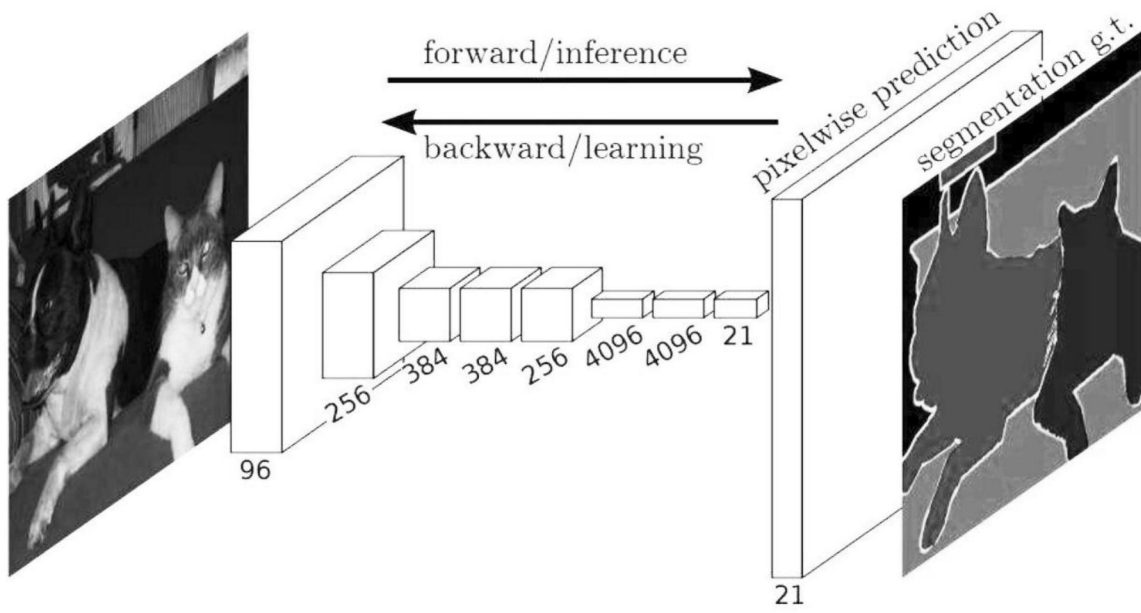 forward/inference
backward/learning
pixelwise prediction
segmentation g.t.
96
256
384
384
256
4096
4096
21
21